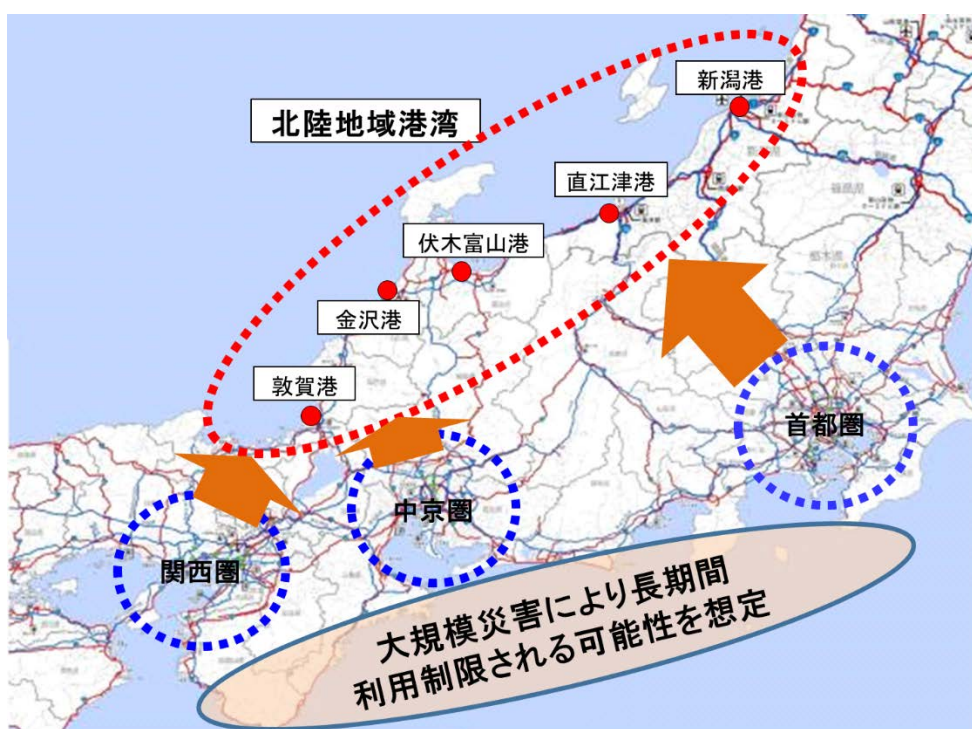 新潟港
北陸地域港湾
直江津港
伏木富山港
金沢港
敦賀港
首都圏
中京圏
関西圏
大規模災害により長期間
利用制限される可能性を想定